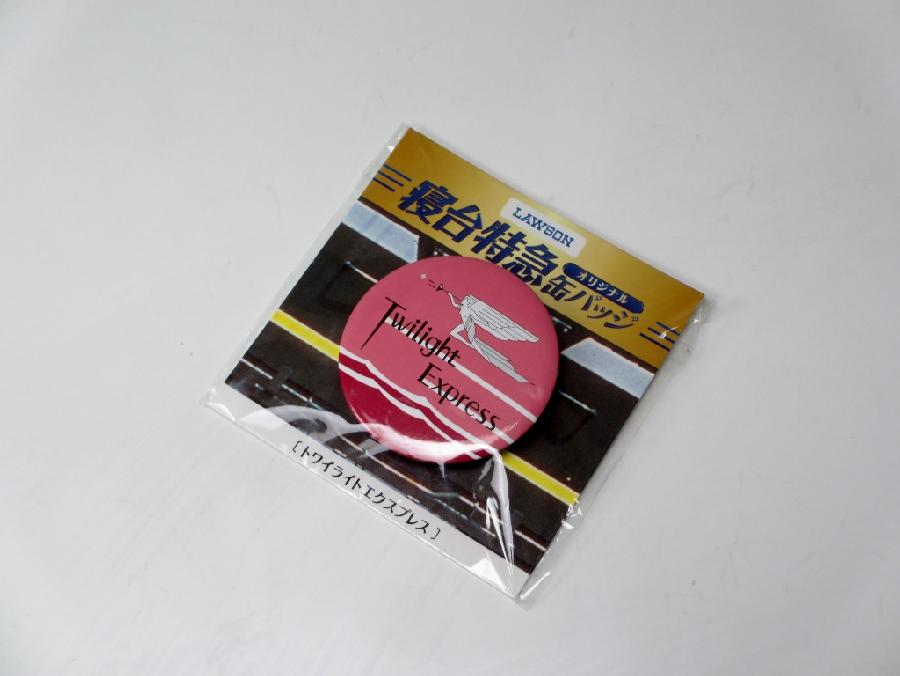 LAWSON
寝台特急
オリジナル
缶バッジ
Twilight
Express
[トワイライトエクスプレス]